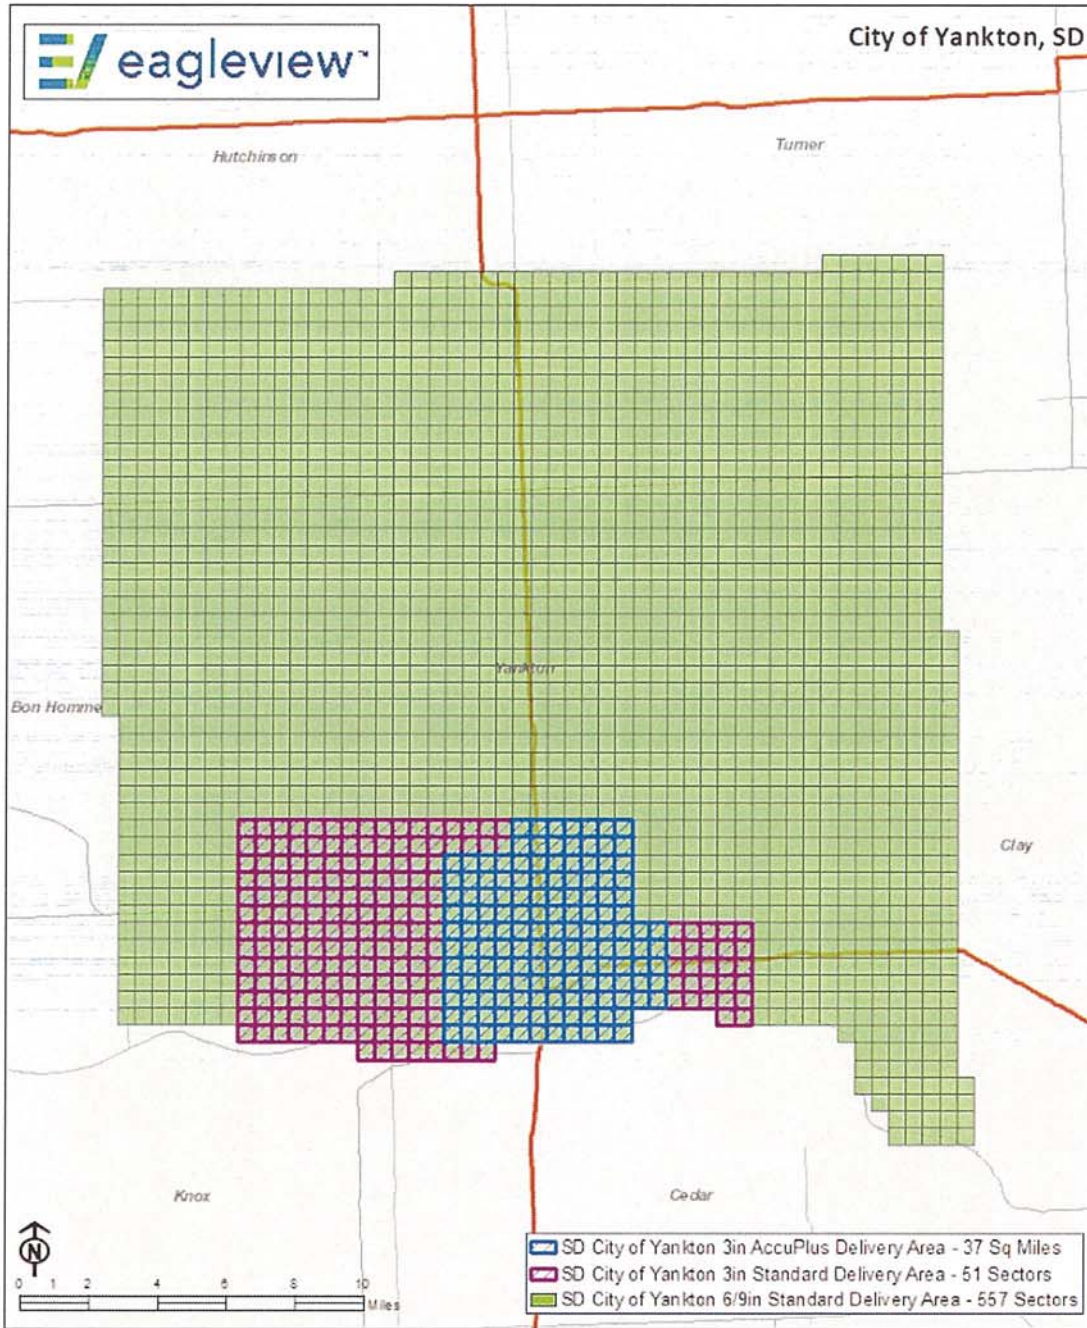 eagleview™
City of Yankton, SD
Hutchinson
Turner
Yankton
Bon Homme
Clay
Knox
Cedar
N
0 1 2 4 6 8 10
Miles
SD City of Yankton 3in AccuPlus Delivery Area - 37 Sq Miles
SD City of Yankton 3in Standard Delivery Area - 51 Sectors
SD City of Yankton 6/9in Standard Delivery Area - 557 Sectors